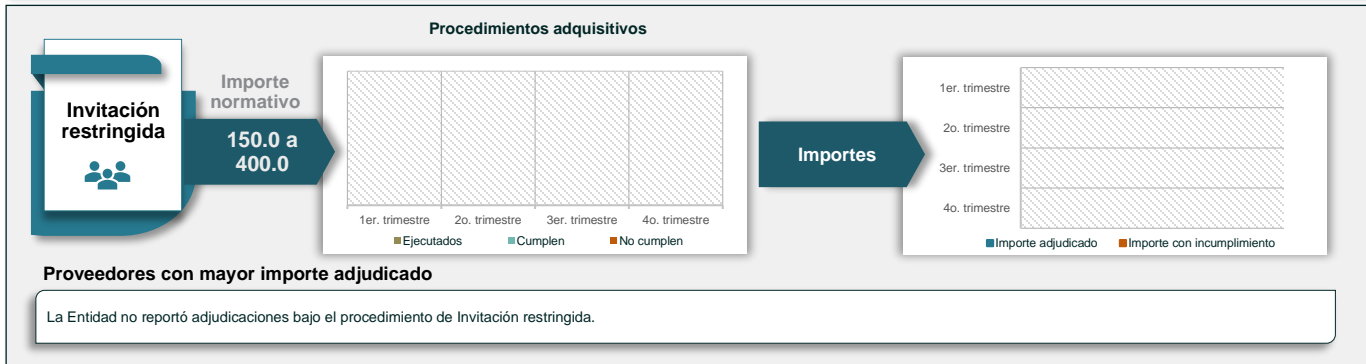 Procedimientos adquisitivos
Invitación
restringida
Importe
normativo
150.0 a
400.0
1er. trimestre
2o. trimestre
3er. trimestre
4o. trimestre
Ejecutados
Cumplen
No cumplen
Importes
1er. trimestre
2o. trimestre
3er. trimestre
4o. trimestre
Importe adjudicado
Importe con incumplimiento
Proveedores con mayor importe adjudicado
La Entidad no reportó adjudicaciones bajo el procedimiento de Invitación restringida.